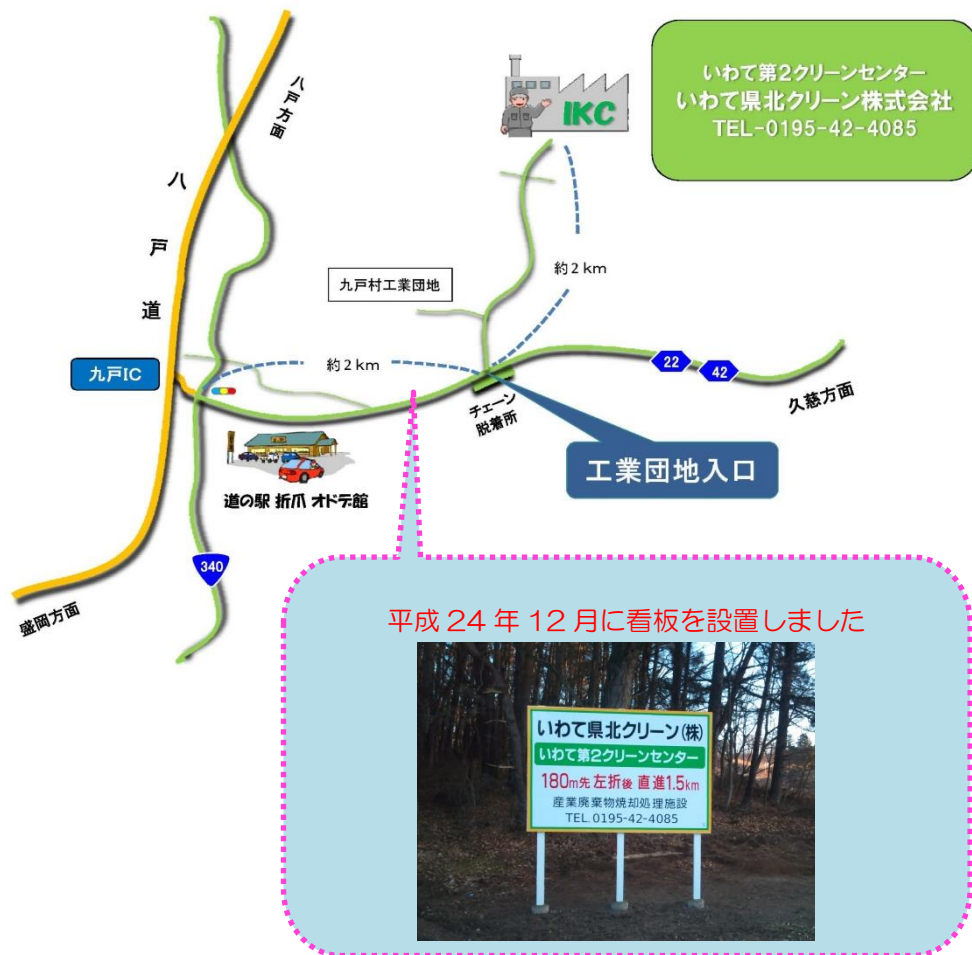 いわて第2クリーンセンター
いわて県北クリーン株式会社
TEL-0195-42-4085
IKC
八戸方面
八戸道
約2km
九戸村工業団地
九戸IC
約2km
22
42
チェーン
脱着所
久慈方面
工業団地入口
道の駅 折爪 オドデ館
340
盛岡方面
平成24年12月に看板を設置しました
いわて県北クリーン(株)
いわて第2クリーンセンター
180m先 左折後 直進1.5km
産業廃棄物焼却処理施設
TEL.0195-42-4085